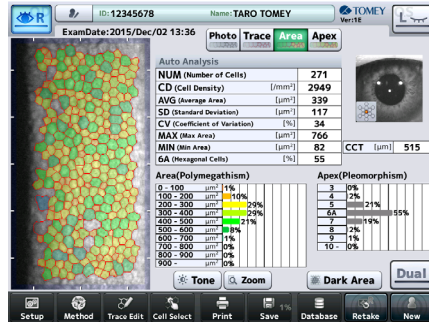 R
ID: 12345678
Name: TARO TOMEY
TOMEY
Ver:1E
L
ExamDate:2015/Dec/02 13:36
Photo
Trace
Area
Apex
Auto Analysis
NUM (Number of Cells) 271
CD (Cell Density) [/mm²] 2949
AVG (Average Area) [μm²] 339
SD (Standard Deviation) [μm²] 117
CV (Coefficient of Variation) [%] 34
MAX (Max Area) [μm²] 766
MIN (Min Area) [μm²] 82
6A (Hexagonal Cells) [%] 55
CCT [μm] 515
Area(Polymegathism)
0 - 100 μm² 1%
100 - 200 μm² 10%
200 - 300 μm² 29%
300 - 400 μm² 29%
400 - 500 μm² 21%
500 - 600 μm² 8%
600 - 700 μm² 1%
700 - 800 μm² 0%
800 - 900 μm² 0%
900 - μm² 0%
Apex(Pleomorphism)
3 0%
4 2%
5 21%
6A 55%
7 19%
8 2%
9 1%
10 - 0%
Tone
Zoom
Dark Area
Dual
Setup
Method
Trace Edit
Cell Select
Print
Save
1%
Database
Retake
New